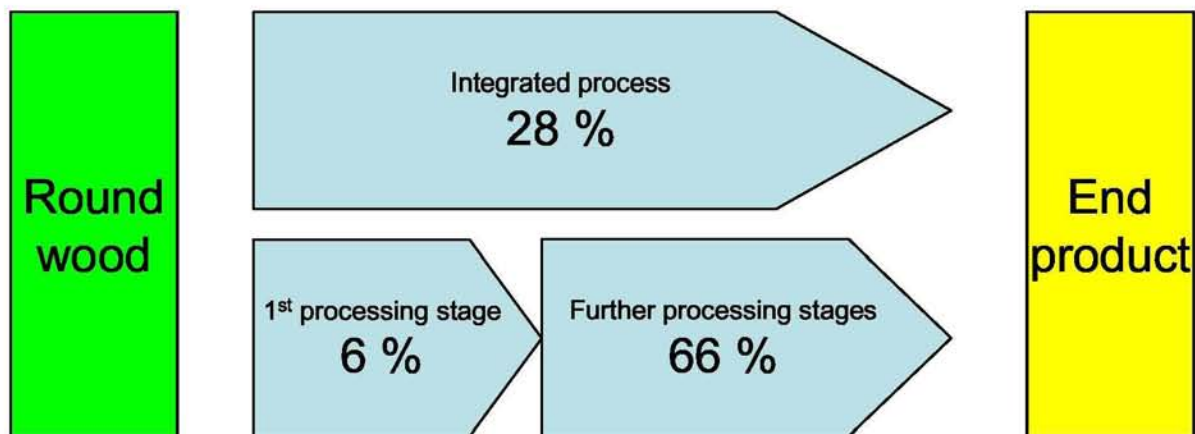 Round
wood
Integrated process
28 %
1st processing stage
6 %
Further processing stages
66 %
End
product